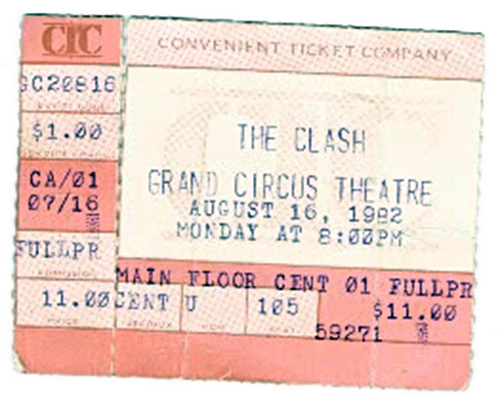 CTC
CONVENIENT TICKET COMPANY
GC20816
$1.00
CA/01
07/16
FULLPR
11.00
THE CLASH
GRAND CIRCUS THEATRE
AUGUST 16, 1982
MONDAY AT 8:00PM
MAIN FLOOR CENT 01 FULLPR
CENT U 105 $11.00
59271